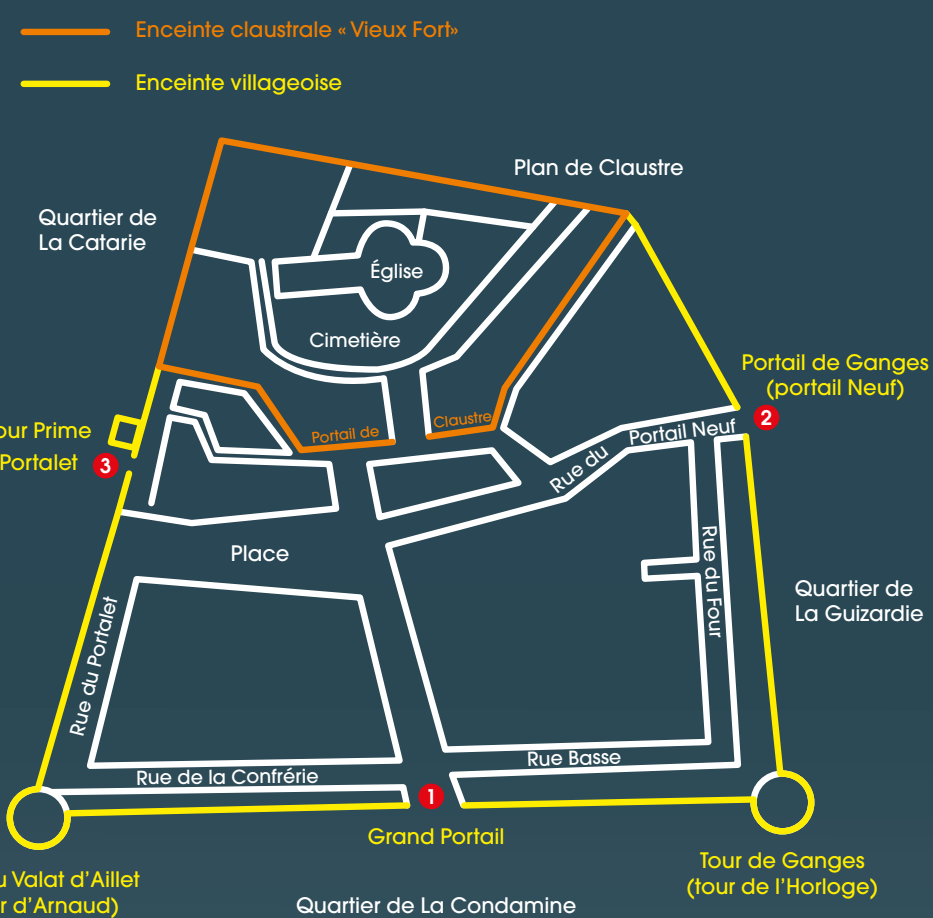 Enceinte claustrale « Vieux Fort»
Enceinte villageoise
Plan de Claustre
Quartier de
La Catarie
Église
Cimetière
Portail de Ganges
(portail Neuf)
2
Portail de
Claustre
Portail Neuf
Rue du
our Prime
Portalet
3
Place
Rue du Four
Quartier de
La Guizardie
Rue du Portalet
Rue Basse
Rue de la Confrérie
1
Grand Portail
Tour de Ganges
(tour de l'Horloge)
u Valat d'Aillet
r d'Arnaud)
Quartier de La Condamine